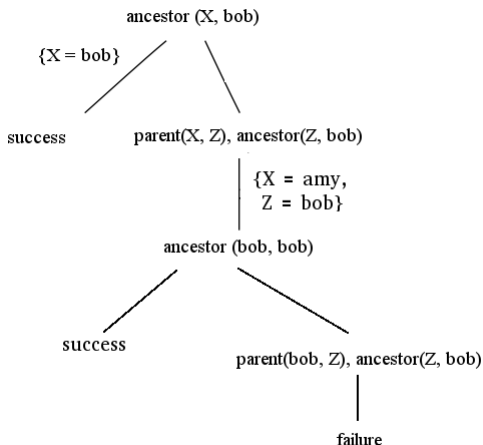 ancestor (X, bob)
{X = bob}
success
parent(X, Z), ancestor(Z, bob)
{X = amy,
Z = bob}
ancestor (bob, bob)
success
parent(bob, Z), ancestor(Z, bob)
failure